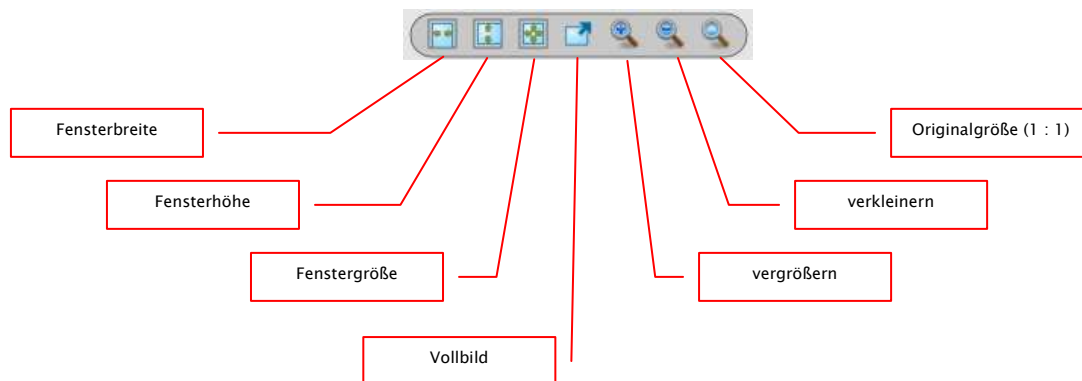 Fensterbreite
Originalgröße (1 : 1)
Fensterhöhe
verkleinern
Fenstergröße
vergrößern
Vollbild